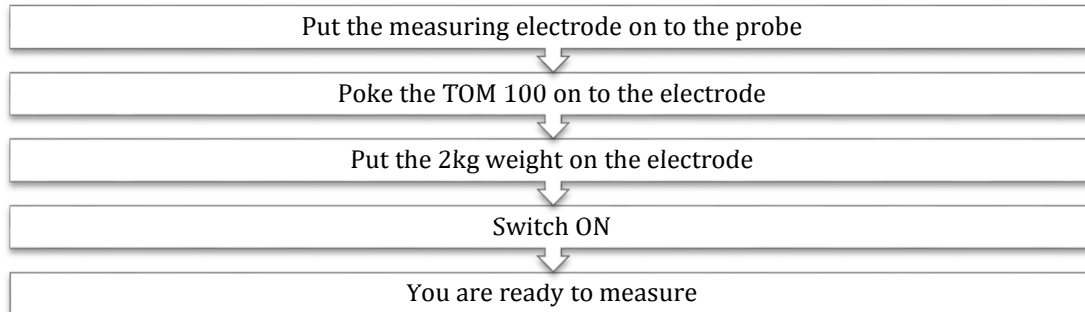 Put the measuring electrode on to the probe
Poke the TOM 100 on to the electrode
Put the 2kg weight on the electrode
Switch ON
You are ready to measure